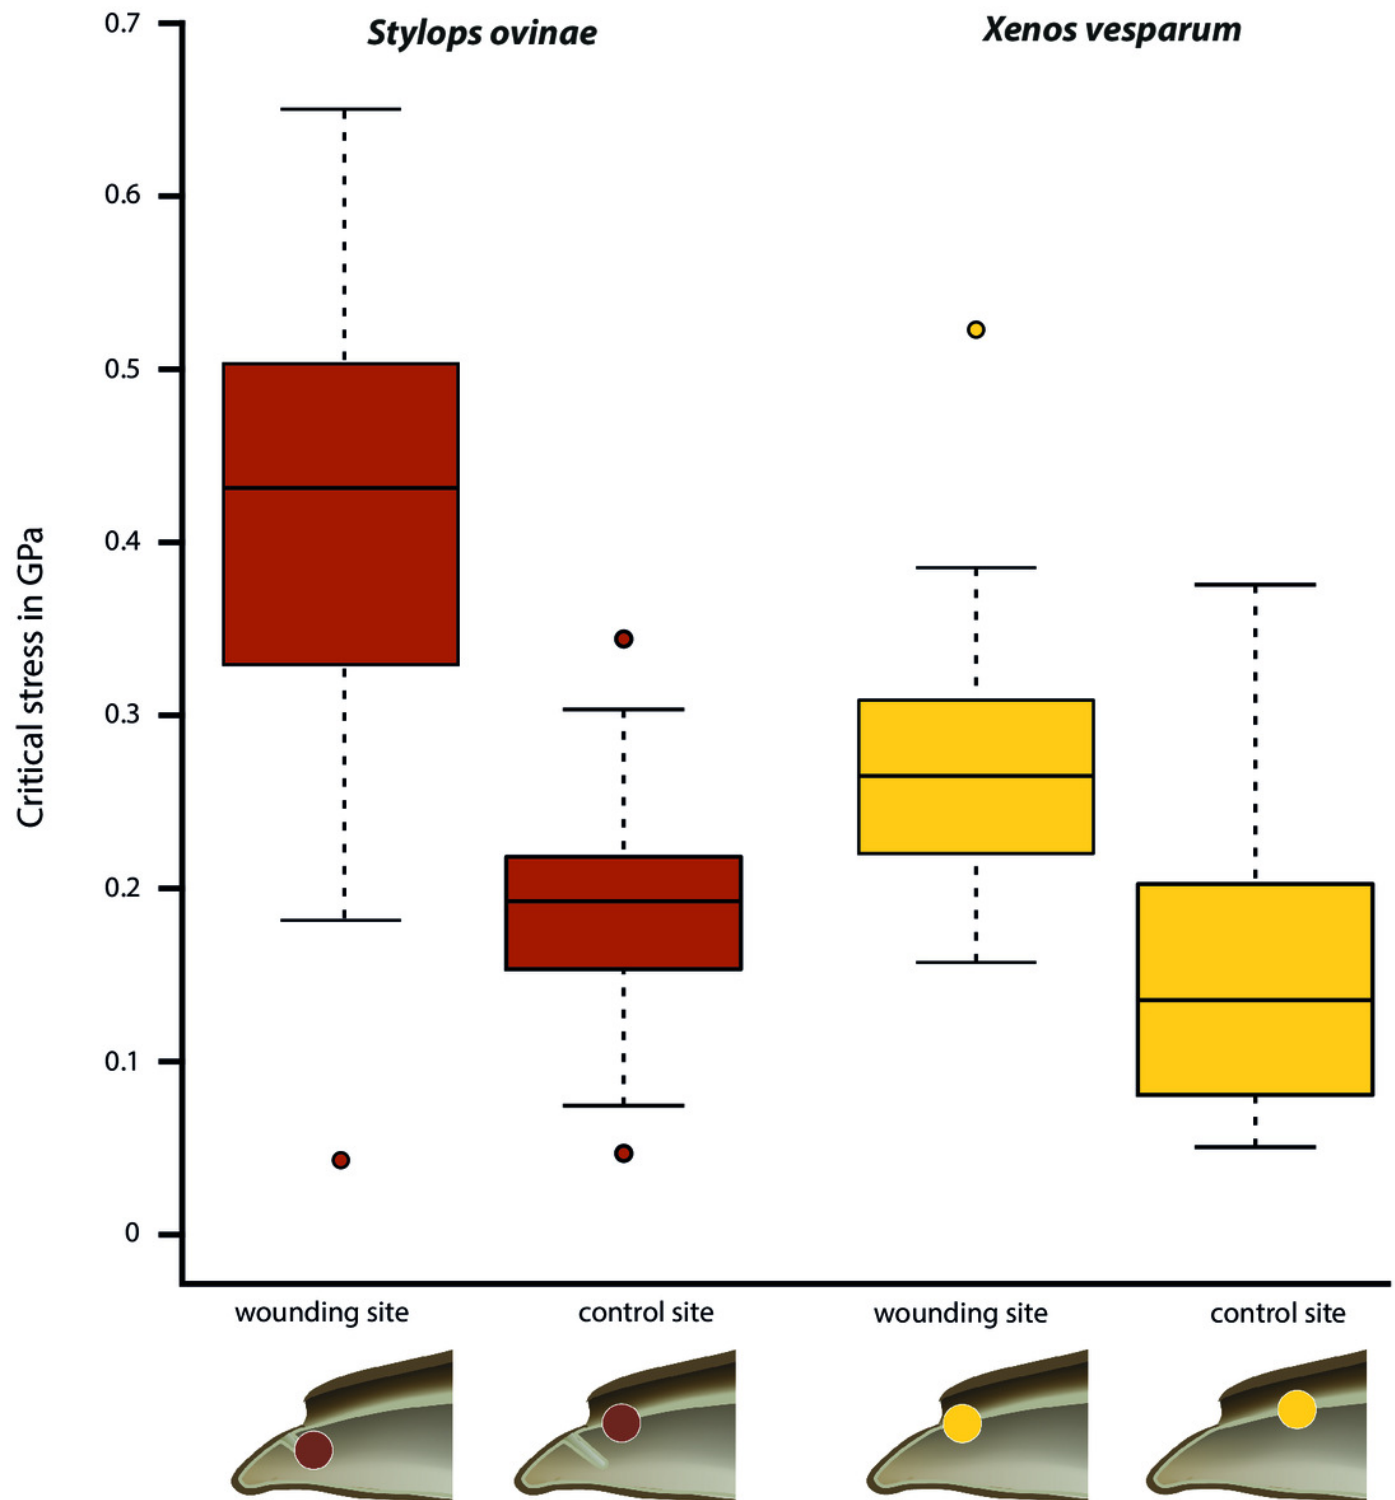 Stylops ovinae
Xenos vesparum
Critical stress in GPa
0.7
0.6
0.5
0.4
0.3
0.2
0.1
0
wounding site
control site
wounding site
control site